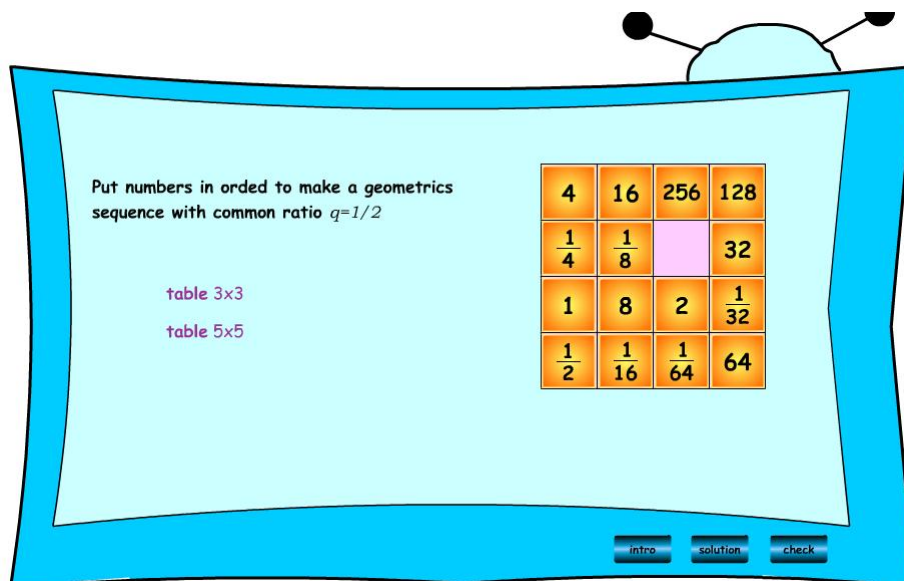 Put numbers in orded to make a geometrics
sequence with common ratio q=1/2
table 3x3
table 5x5
4 16 256 128
1/4 1/8 32
1 8 2 1/32
1/2 1/16 1/64 64
intro solution check